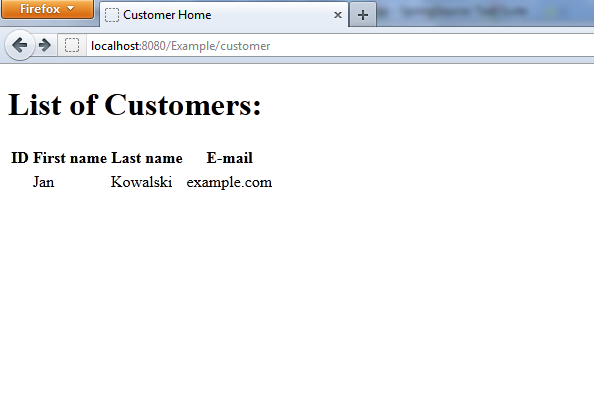 Firefox
Customer Home
localhost:8080/Example/customer
List of Customers:
ID First name Last name E-mail
Jan Kowalski example.com